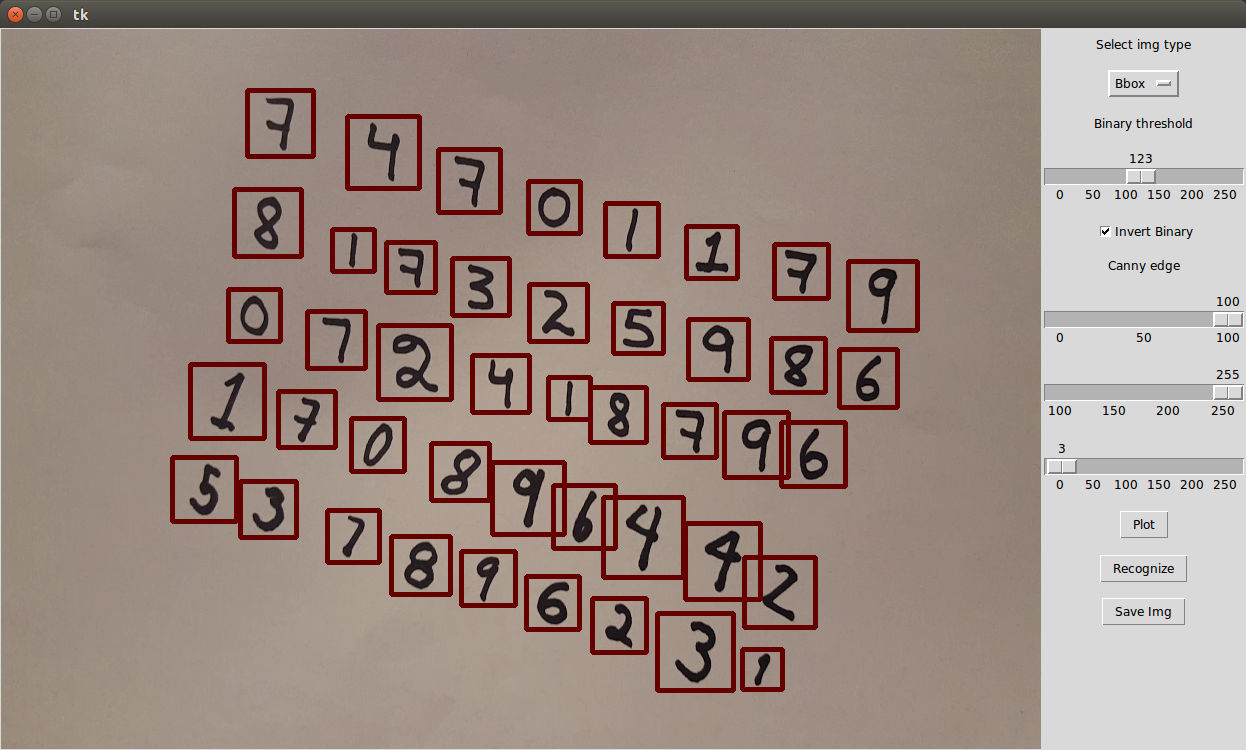 tk
7 4 7 0 1 1 7 9
8 1 7 3 2 5 9 8 6
0 7 2 4 1 8 7 9 6
1 7 0 8 9 6 4 4 2
5 3 7 8 9 6 2 3 1
Select img type
Bbox
Binary threshold
123
0 50 100 150 200 250
Invert Binary
Canny edge
100
0 50 100
255
100 150 200 250
3
0 50 100 150 200 250
Plot
Recognize
Save Img